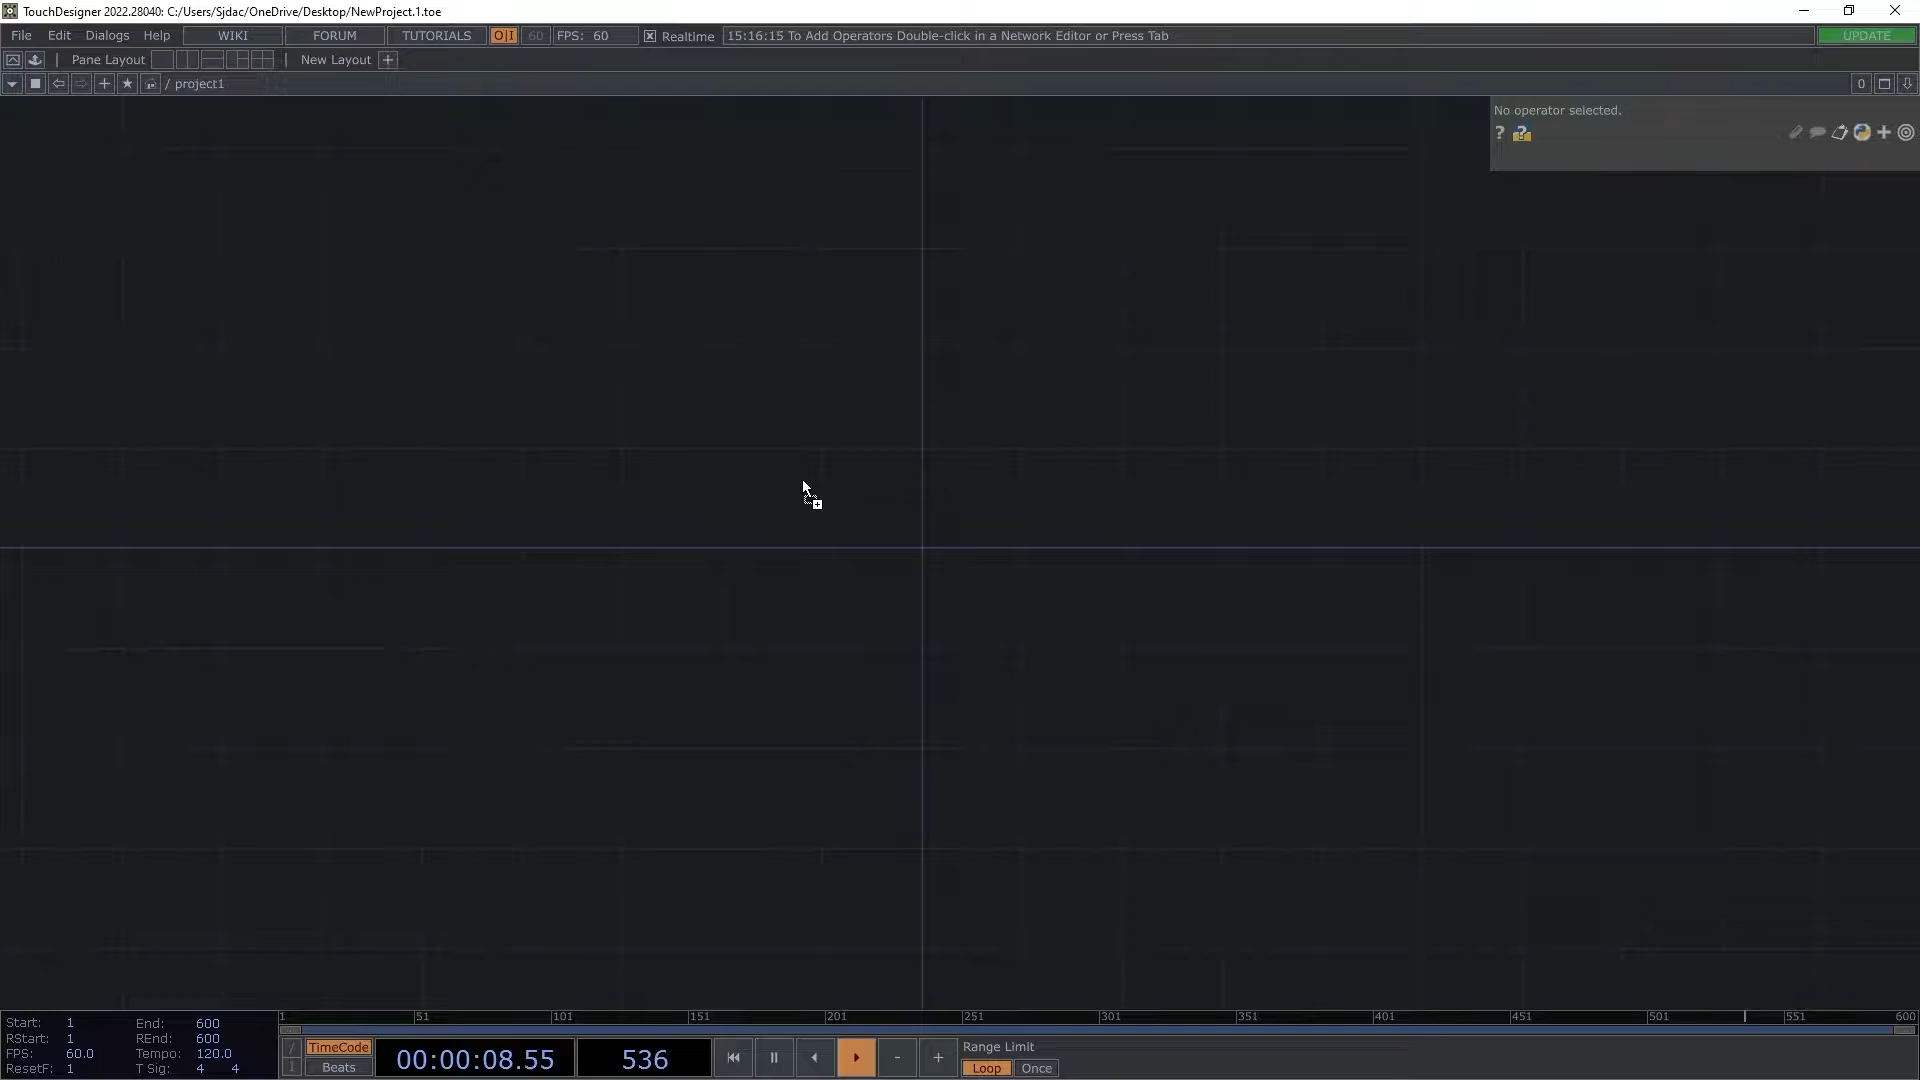 TouchDesigner 2022.28040: C:/Users/Sjdac/OneDrive/Desktop/NewProject.1.toe
File Edit Dialogs Help WIKI FORUM TUTORIALS O|I 60 FPS: 60 Realtime 15:16:15 To Add Operators Double-click in a Network Editor or Press Tab UPDATE
Pane Layout New Layout +
/ project1 0
No operator selected.
Start: 1 End: 600
RStart: 1 REnd: 600
FPS: 60.0 Tempo: 120.0
ResetF: 1 T Sig: 4 4
1 51 101 151 201 251 301 351 401 451 501 551 600
TimeCode
Beats
00:00:08.55 536
- +
Range Limit
Loop Once